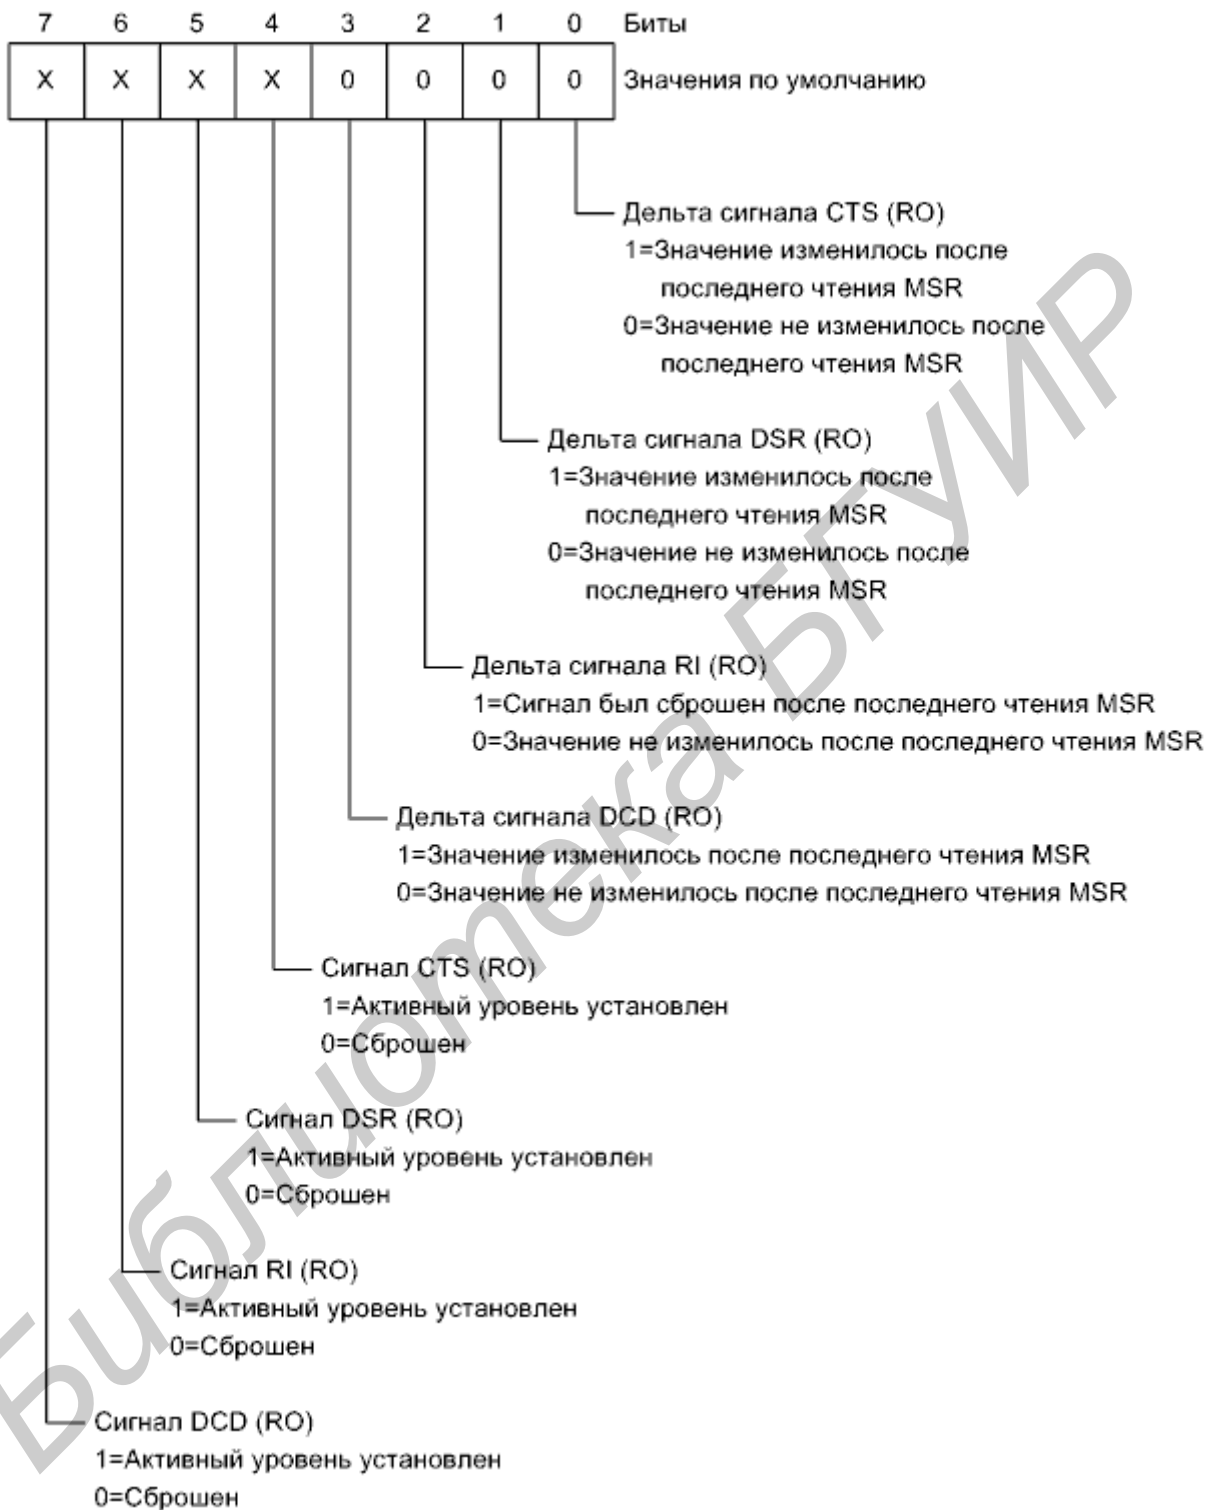 7 6 5 4 3 2 1 0 Биты
X X X X 0 0 0 0 Значения по умолчанию
Дельта сигнала CTS (RO)
1=Значение изменилось после
последнего чтения MSR
0=Значение не изменилось после
последнего чтения MSR
Дельта сигнала DSR (RO)
1=Значение изменилось после
последнего чтения MSR
0=Значение не изменилось после
последнего чтения MSR
Дельта сигнала RI (RO)
1=Сигнал был сброшен после последнего чтения MSR
0=Значение не изменилось после последнего чтения MSR
Дельта сигнала DCD (RO)
1=Значение изменилось после последнего чтения MSR
0=Значение не изменилось после последнего чтения MSR
Сигнал CTS (RO)
1=Активный уровень установлен
0=Сброшен
Сигнал DSR (RO)
1=Активный уровень установлен
0=Сброшен
Сигнал RI (RO)
1=Активный уровень установлен
0=Сброшен
Сигнал DCD (RO)
1=Активный уровень установлен
0=Сброшен
Библиотека БГУИР